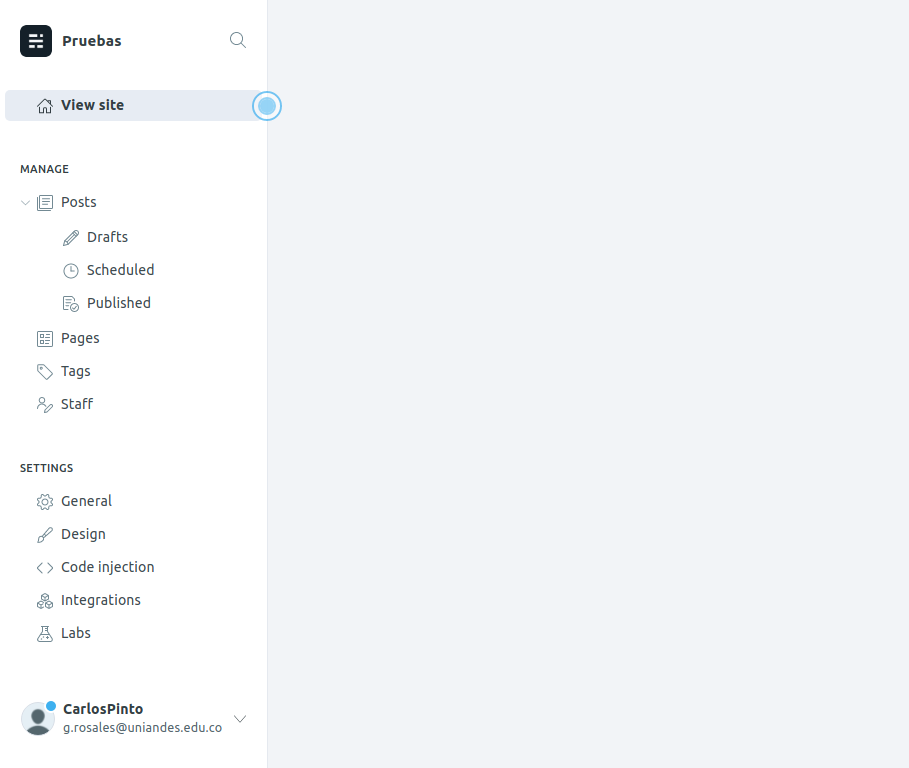 Pruebas
View site
MANAGE
Posts
Drafts
Scheduled
Published
Pages
Tags
Staff
SETTINGS
General
Design
Code injection
Integrations
Labs
CarlosPinto
g.rosales@uniandes.edu.co